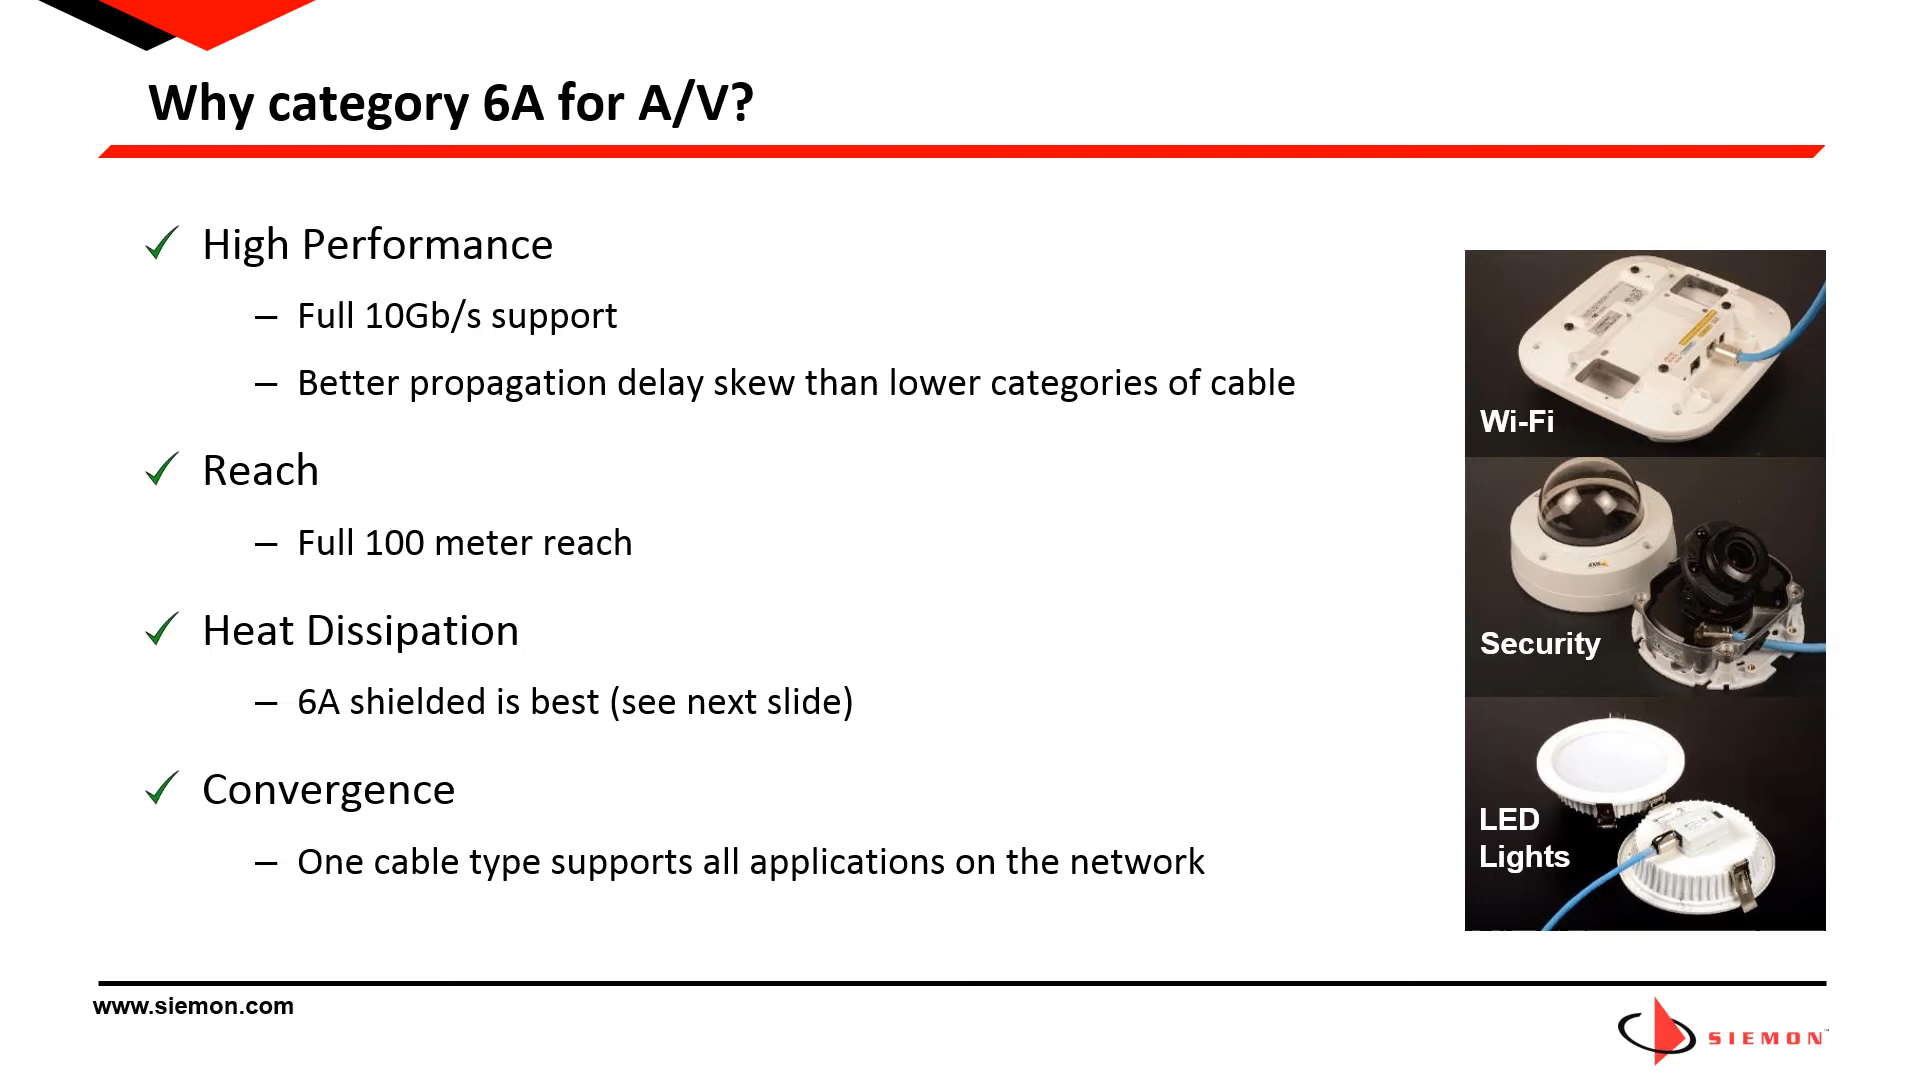 Why category 6A for A/V?
✓ High Performance
– Full 10Gb/s support
– Better propagation delay skew than lower categories of cable
✓ Reach
– Full 100 meter reach
✓ Heat Dissipation
– 6A shielded is best (see next slide)
✓ Convergence
– One cable type supports all applications on the network
Wi-Fi
AXIS
Security
LED
Lights
www.siemon.com
SIEMON™